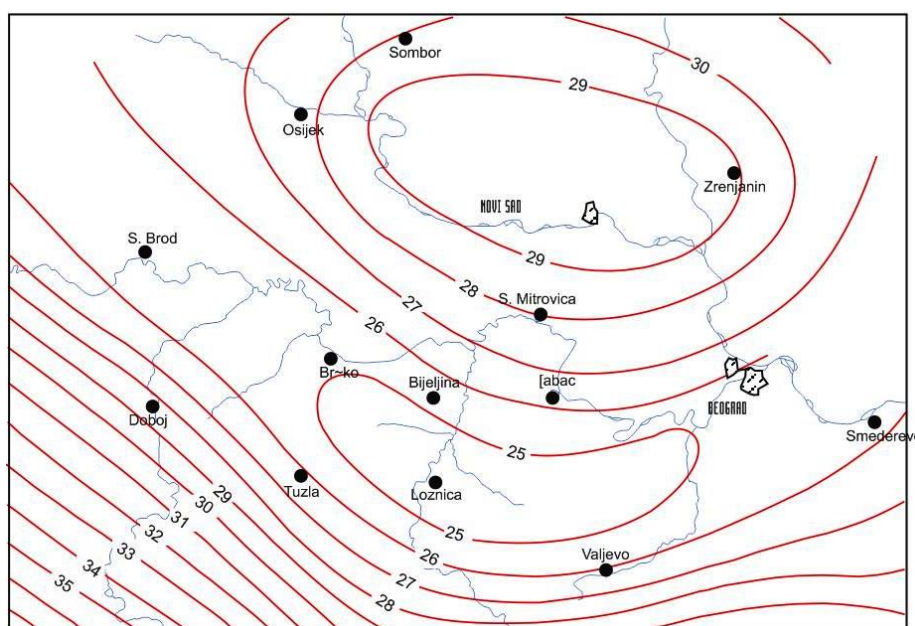 Sombor
30
29
Osijek
Zrenjanin
NOVI SAD
S. Brod
29
28
S. Mitrovica
27
26
Br~ko
Bijeljina
[abac
BEOGRAD
Doboj
Smederevo
25
Tuzla
Loznica
29
30
31
25
32
33
26
Valjevo
34
27
35
28